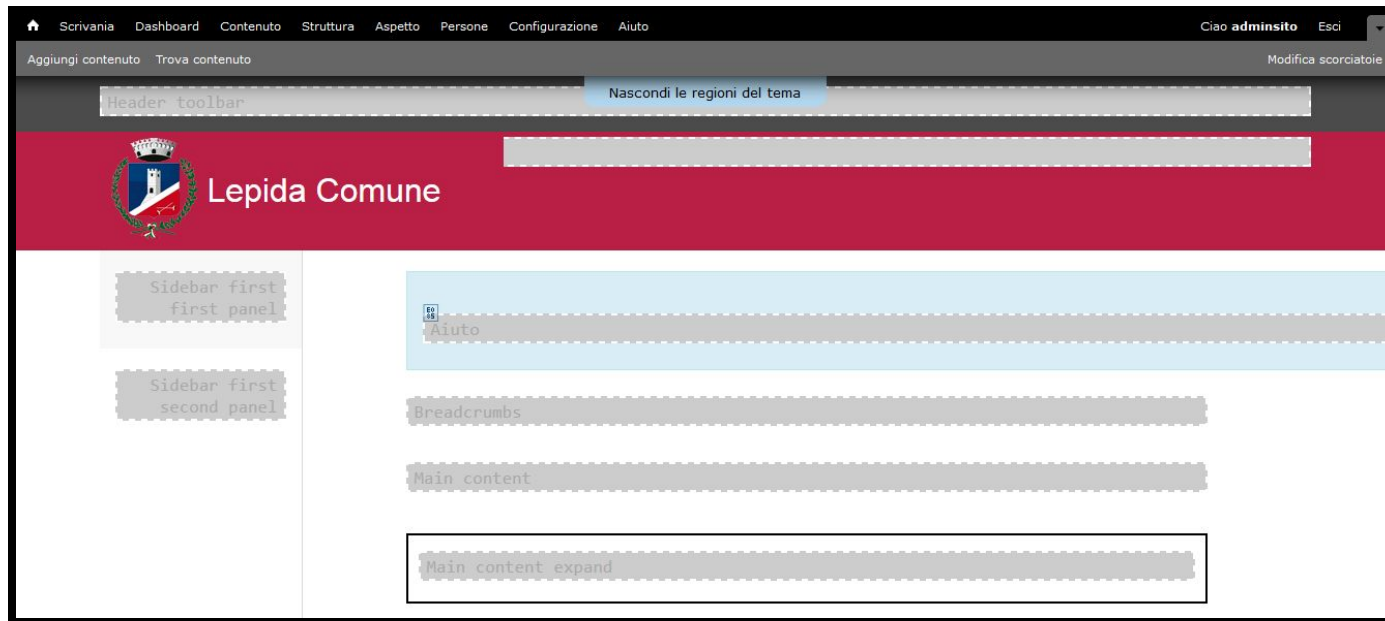 Scrivania Dashboard Contenuto Struttura Aspetto Persone Configurazione Aiuto Ciao adminsito Esci
Aggiungi contenuto Trova contenuto Modifica scorciatoie
Nascondi le regioni del tema
Header toolbar
Lepida Comune
Sidebar first
first panel
Aiuto
Sidebar first
second panel
Breadcrumbs
Main content
Main content expand